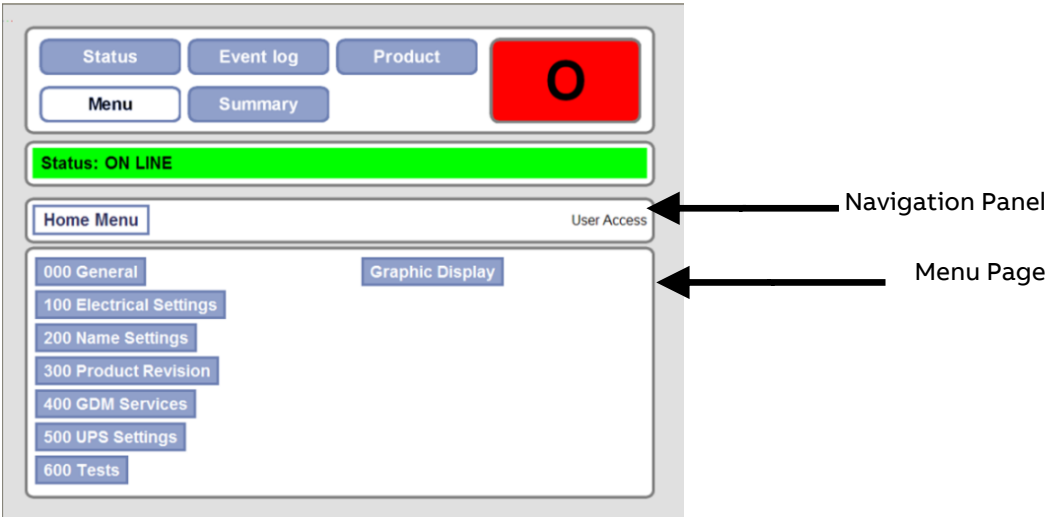 ...
Status Event log Product
O
Menu Summary
Status: ON LINE
Home Menu User Access
Navigation Panel
000 General Graphic Display
Menu Page
100 Electrical Settings
200 Name Settings
300 Product Revision
400 GDM Services
500 UPS Settings
600 Tests